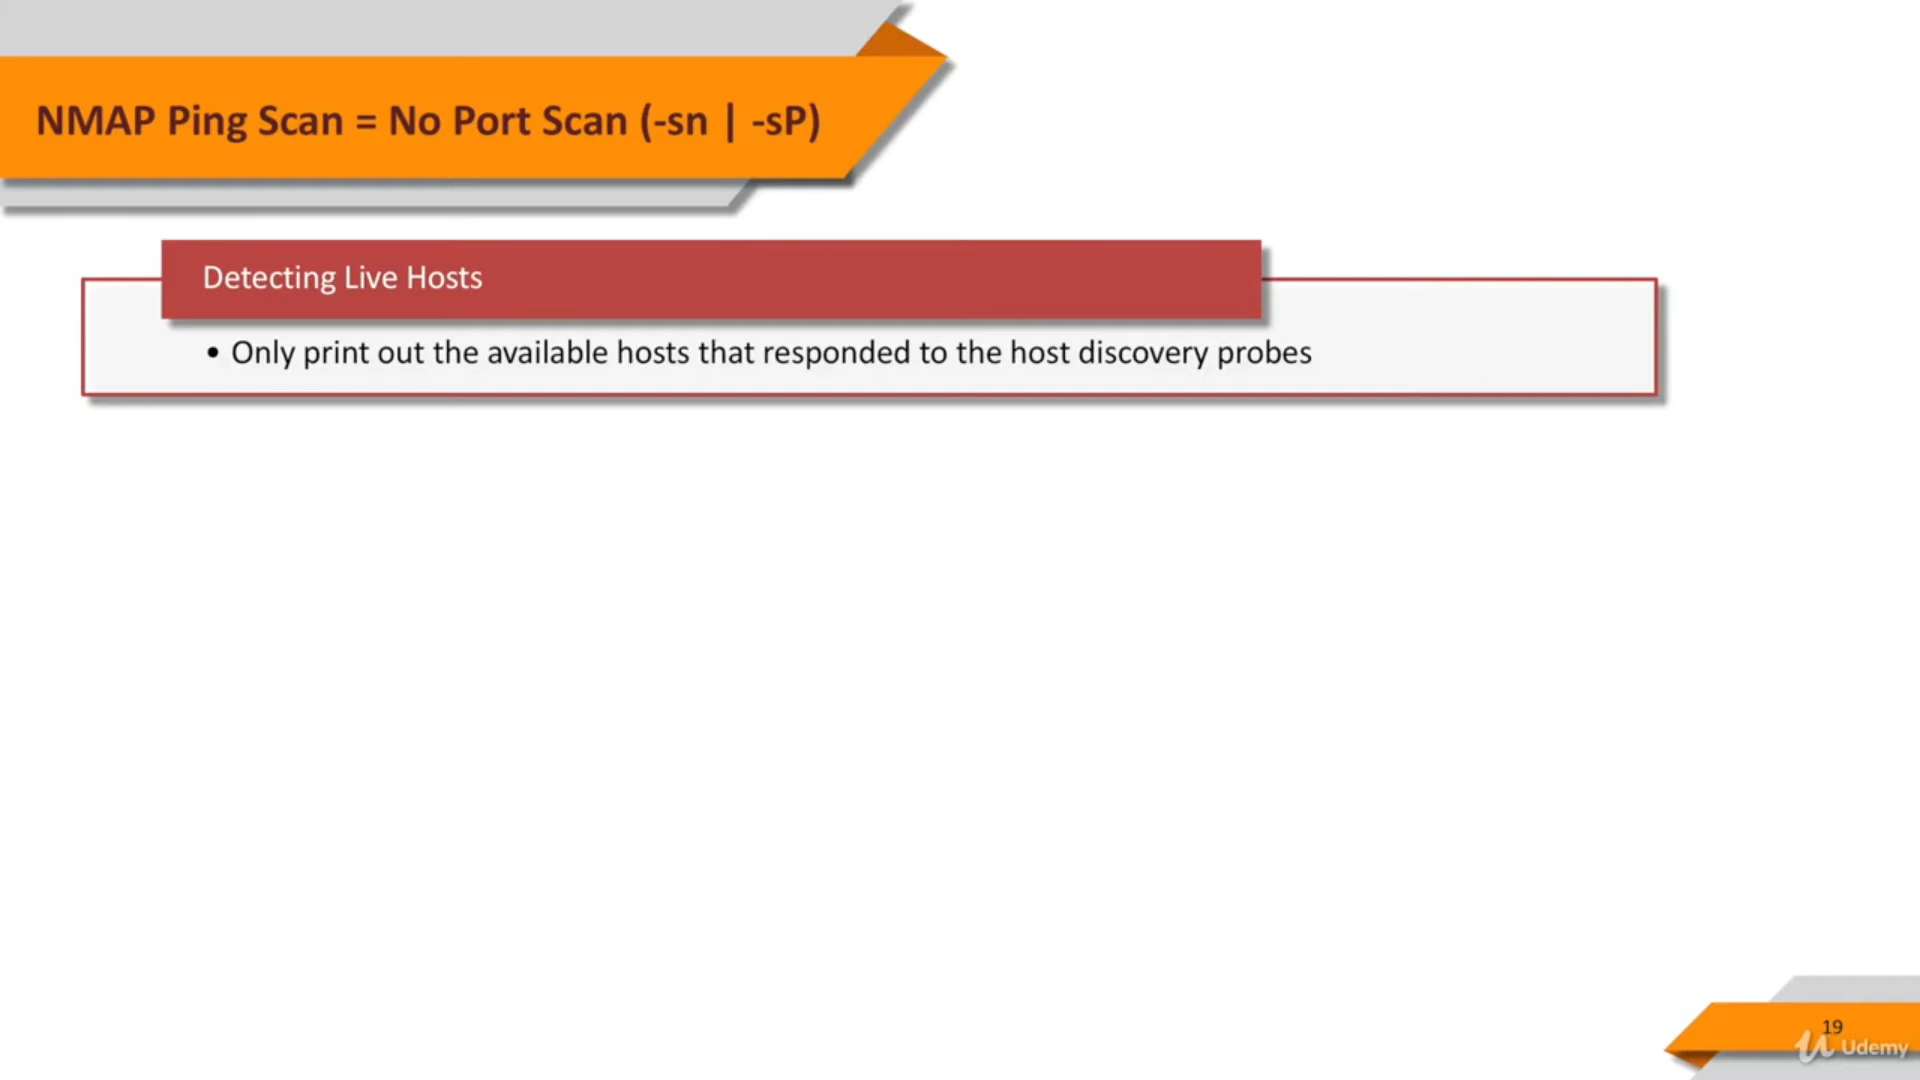 NMAP Ping Scan = No Port Scan (-sn | -sP)
Detecting Live Hosts
• Only print out the available hosts that responded to the host discovery probes
19
Udemy